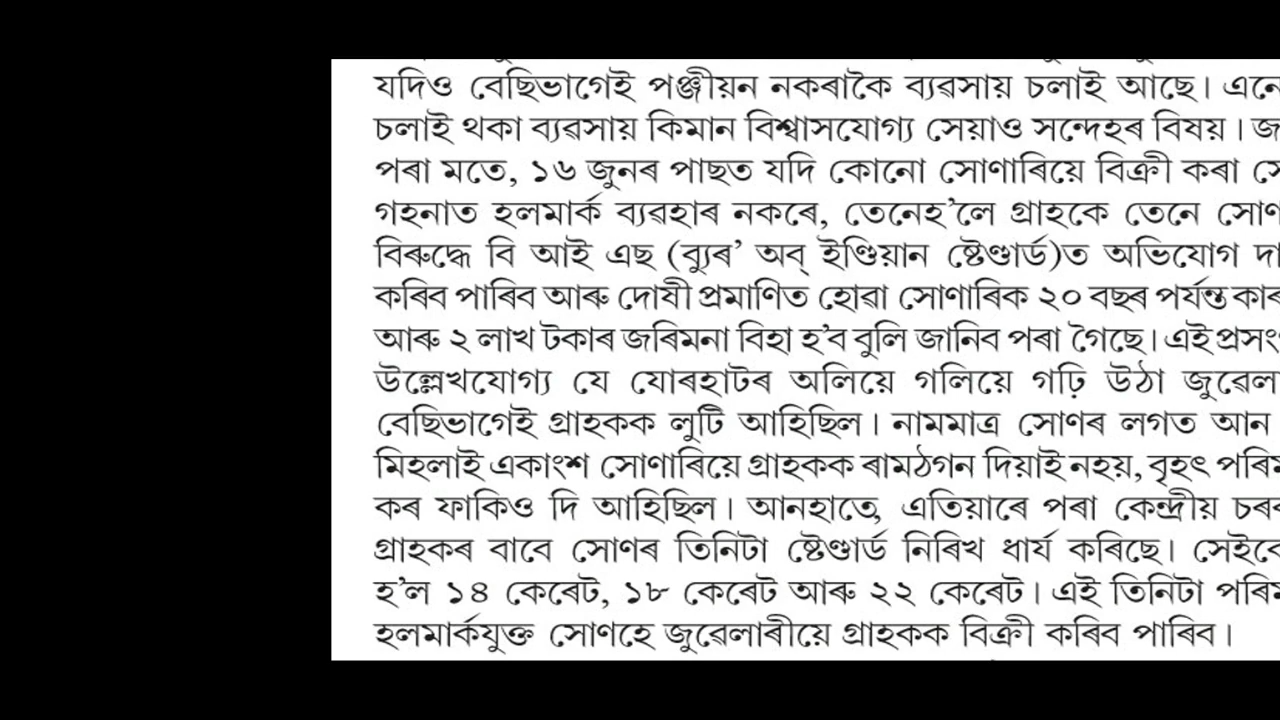 যদিও বেছিভাগেই পঞ্জীয়ন নকৰাকৈ ব্যৱসায় চলাই আছে।
চলাই থকা ব্যৱসায় কিমান বিশ্বাসযোগ্য সেয়াও সন্দেহৰ বিষয়।
পৰা মতে, ১৬ জুনৰ পাছত যদি কোনো সোণাৰিয়ে বিক্ৰী কৰা
গহনাত হলমাৰ্ক ব্যৱহাৰ নকৰে, তেনেহ’লে গ্ৰাহকে তেনে
বিৰুদ্ধে বি আই এছ (ব্যুৰ’ অব্ ইণ্ডিয়ান ষ্টেণ্ডাৰ্ড)ত অভিযোগ
কৰিব পাৰিব আৰু দোষী প্ৰমাণিত হোৱা সোণাৰিক ২০ বছৰ পৰ্যন্ত
আৰু ২ লাখ টকাৰ জৰিমনা বিহা হ’ব বুলি জানিব পৰা গৈছে। এই
উল্লেখযোগ্য যে যোৰহাটৰ অলিয়ে গলিয়ে গঢ়ি উঠা
বেছিভাগেই গ্ৰাহকক লুটি আহিছিল। নামমাত্ৰ সোণৰ লগত আন
মিহলাই একাংশ সোণাৰিয়ে গ্ৰাহকক ৰামঠগন দিয়াই নহয়, বৃহৎ
কৰ ফাকিও দি আহিছিল। আনহাতে, এতিয়াৰে পৰা কেন্দ্ৰীয়
গ্ৰাহকৰ বাবে সোণৰ তিনিটা ষ্টেণ্ডাৰ্ড নিৰিখ ধাৰ্য কৰিছে।
হ’ল ১৪ কেৰেট, ১৮ কেৰেট আৰু ২২ কেৰেট। এই তিনিটা
হলমাৰ্কযুক্ত সোণহে জুৱেলাৰীয়ে গ্ৰাহকক বিক্ৰী কৰিব পাৰিব।